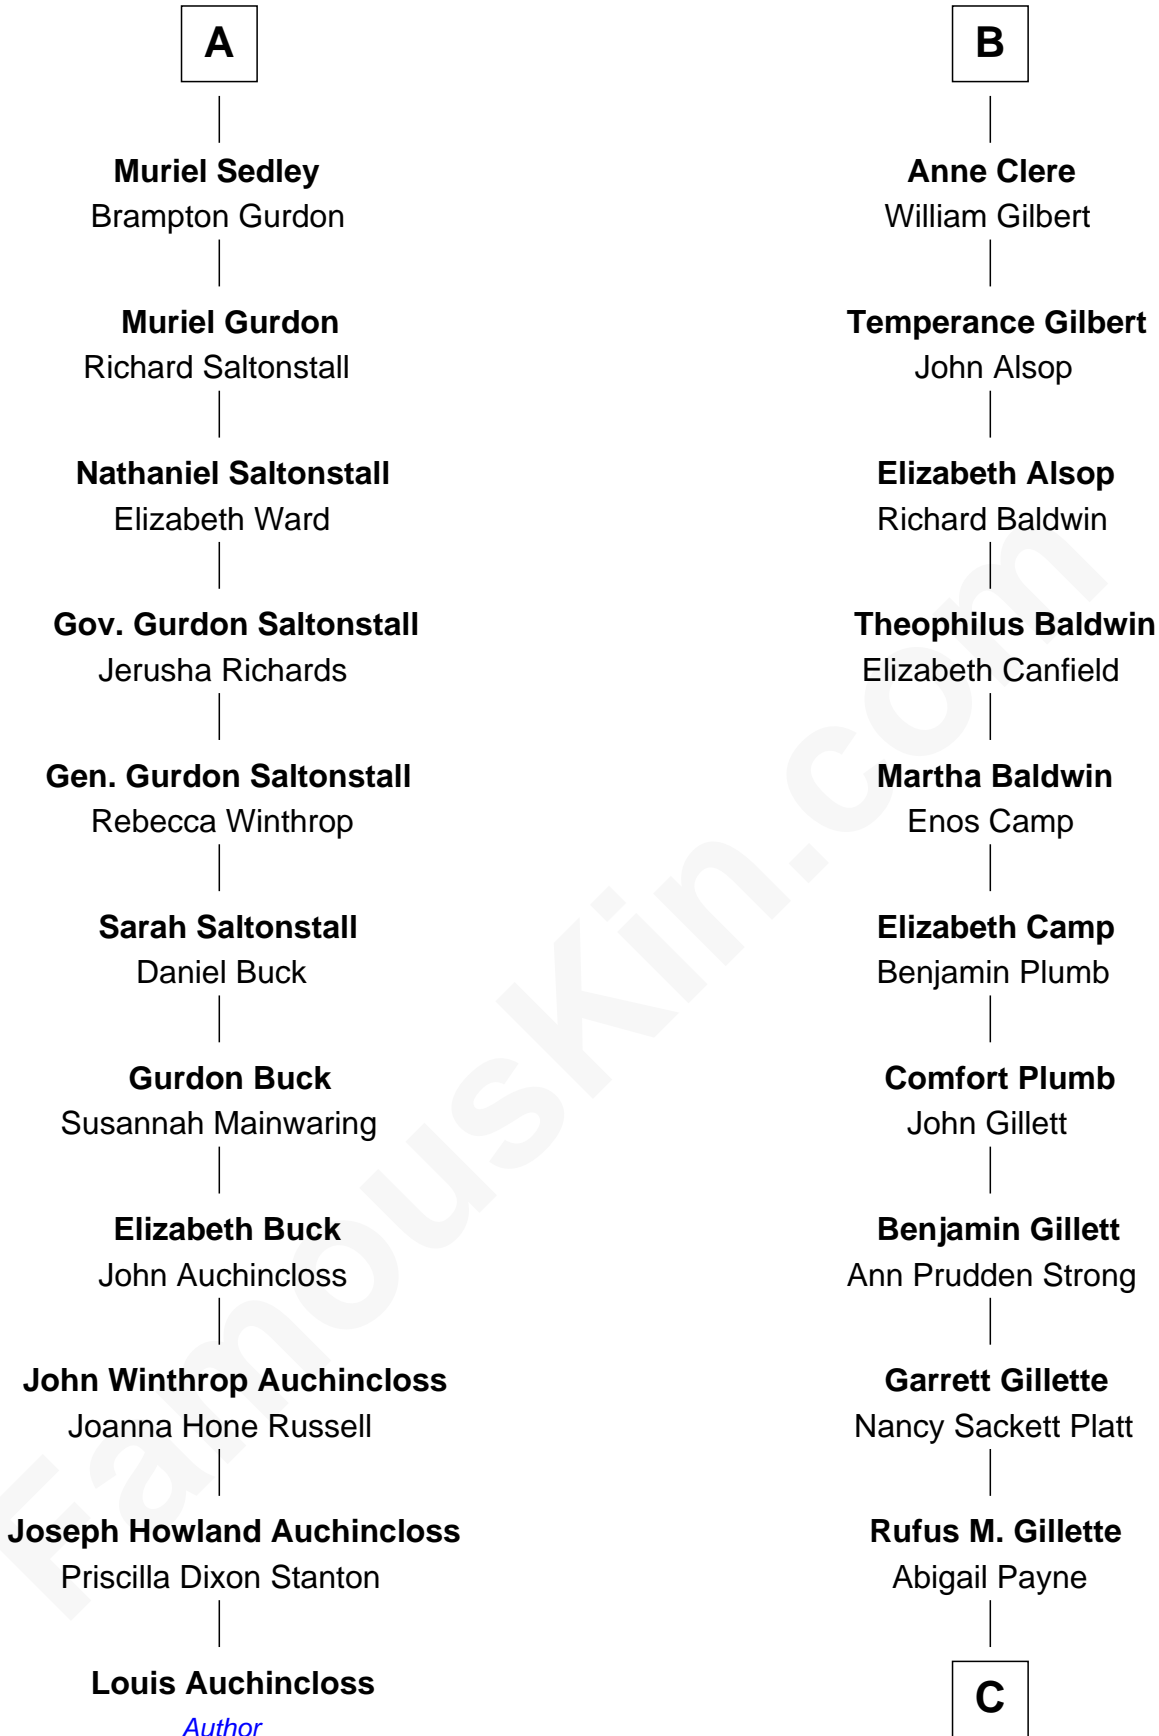 A
Muriel Sedley
Brampton Gurdon
Muriel Gurdon
Richard Saltonstall
Nathaniel Saltonstall
Elizabeth Ward
Gov. Gurdon Saltonstall
Jerusha Richards
Gen. Gurdon Saltonstall
Rebecca Winthrop
Sarah Saltonstall
Daniel Buck
Gurdon Buck
Susannah Mainwaring
Elizabeth Buck
John Auchincloss
John Winthrop Auchincloss
Joanna Hone Russell
Joseph Howland Auchincloss
Priscilla Dixon Stanton
Louis Auchincloss
Author
B
Anne Clere
William Gilbert
Temperance Gilbert
John Alsop
Elizabeth Alsop
Richard Baldwin
Theophilus Baldwin
Elizabeth Canfield
Martha Baldwin
Enos Camp
Elizabeth Camp
Benjamin Plumb
Comfort Plumb
John Gillett
Benjamin Gillett
Ann Prudden Strong
Garrett Gillette
Nancy Sackett Platt
Rufus M. Gillette
Abigail Payne
C
FamousKin.com